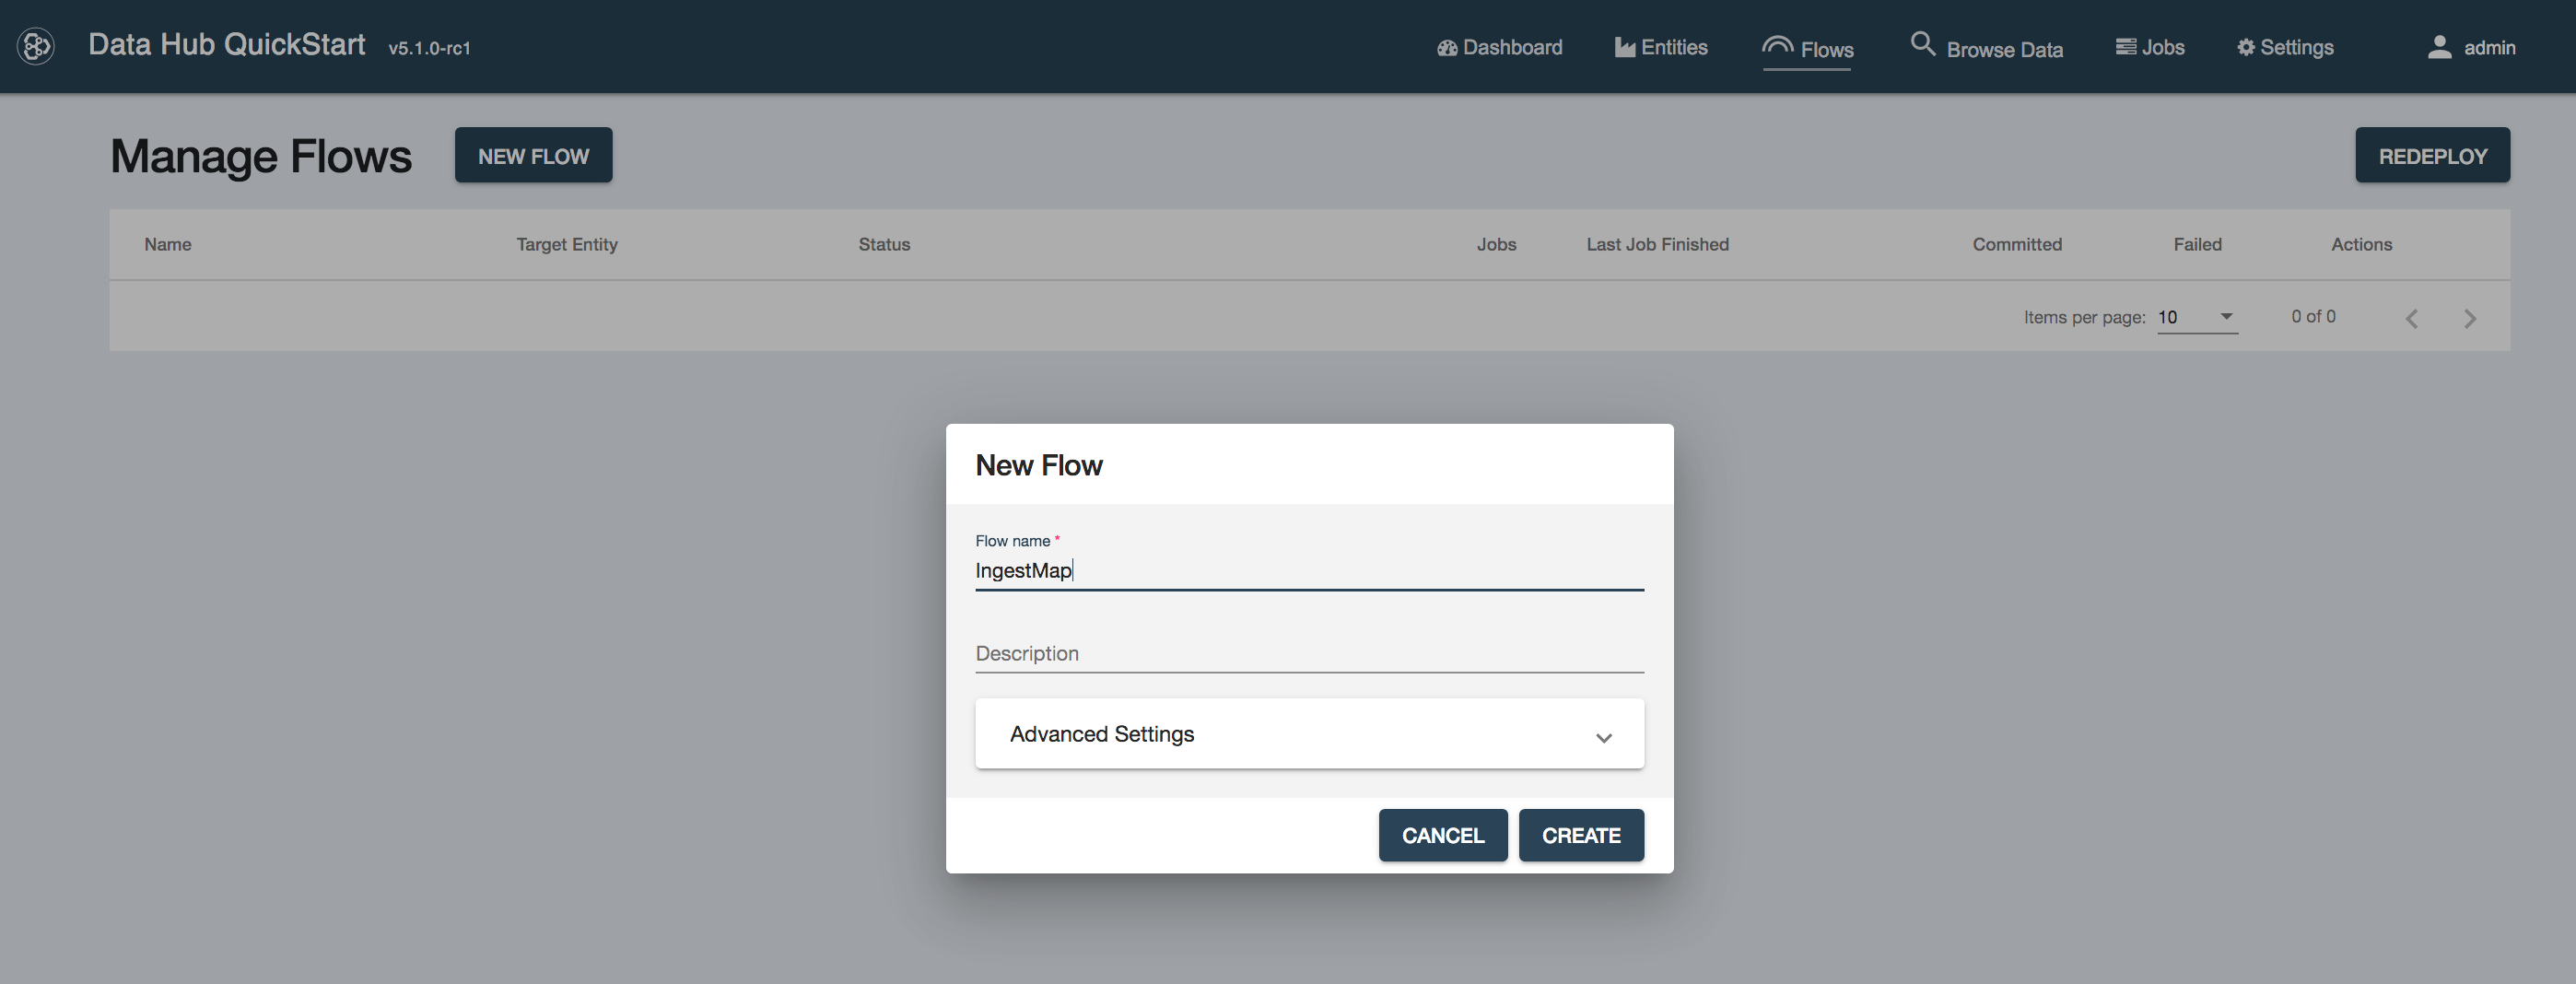 Data Hub QuickStart v5.1.0-rc1 Dashboard Entities Flows Browse Data Jobs Settings admin
Manage Flows NEW FLOW REDEPLOY
Name Target Entity Status Jobs Last Job Finished Committed Failed Actions
Items per page: 10 0 of 0
New Flow
Flow name *
IngestMap
Description
Advanced Settings
CANCEL CREATE